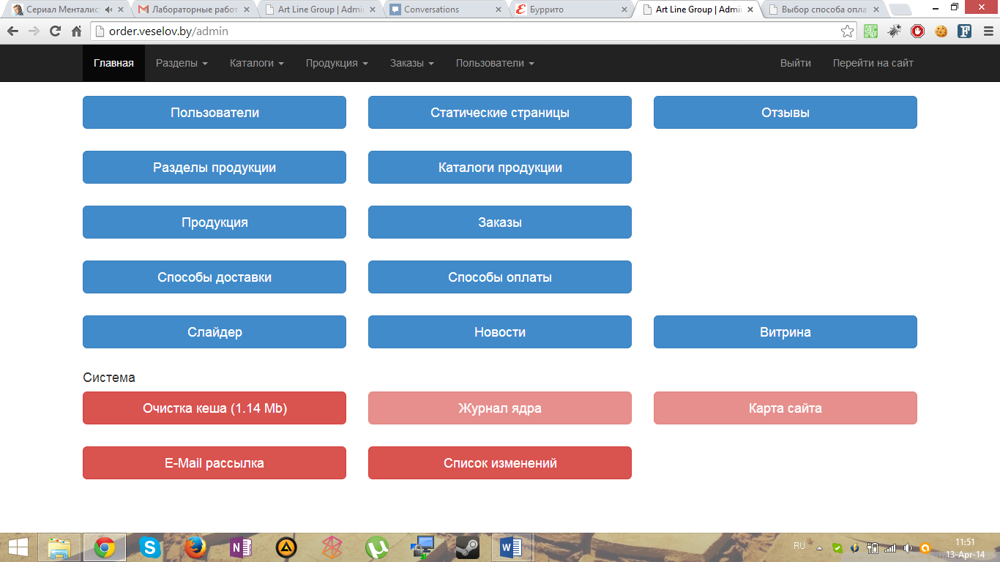 Сериал Менталис
Лабораторные работ
Art Line Group | Admi
Conversations
Буррито
Art Line Group | Admi
Выбор способа опла
order.veselov.by/admin
Главная
Разделы
Каталоги
Продукция
Заказы
Пользователи
Выйти
Перейти на сайт
Пользователи
Статические страницы
Отзывы
Разделы продукции
Каталоги продукции
Продукция
Заказы
Способы доставки
Способы оплаты
Слайдер
Новости
Витрина
Система
Очистка кеша (1.14 Mb)
Журнал ядра
Карта сайта
E-Mail рассылка
Список изменений
RU
11:51
13-Apr-14